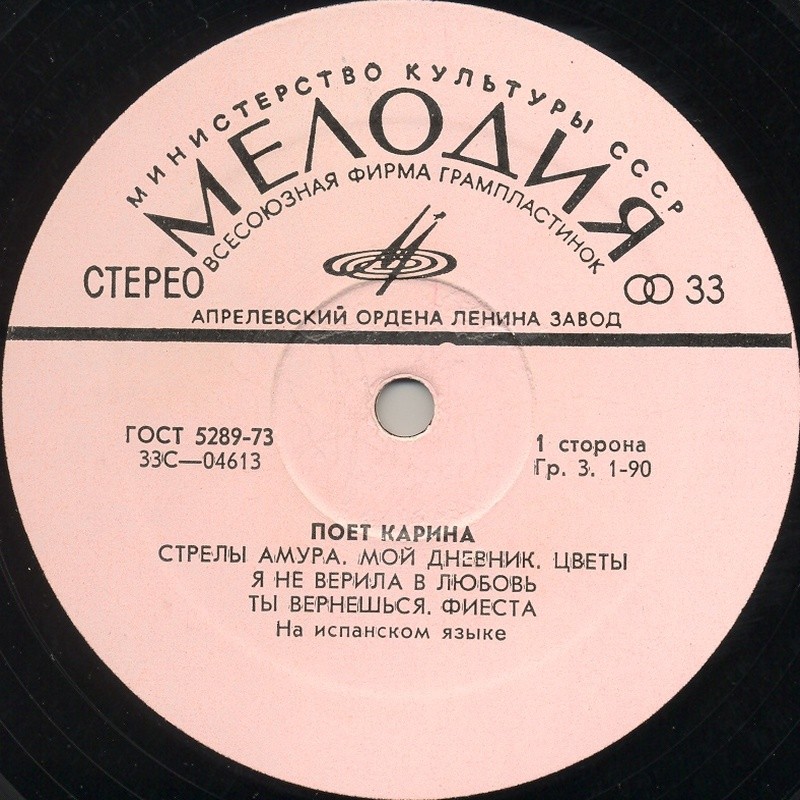 МИНИСТЕРСТВО КУЛЬТУРЫ СССР
МЕЛОДИЯ
ВСЕСОЮЗНАЯ ФИРМА ГРАМПЛАСТИНОК
СТЕРЕО
33
АПРЕЛЕВСКИЙ ОРДЕНА ЛЕНИНА ЗАВОД
ГОСТ 5289-73
33С—04613
1 сторона
Гр. 3. 1-90
ПОЕТ КАРИНА
СТРЕЛЫ АМУРА. МОЙ ДНЕВНИК. ЦВЕТЫ
Я НЕ ВЕРИЛА В ЛЮБОВЬ
ТЫ ВЕРНЕШЬСЯ. ФИЕСТА
На испанском языке